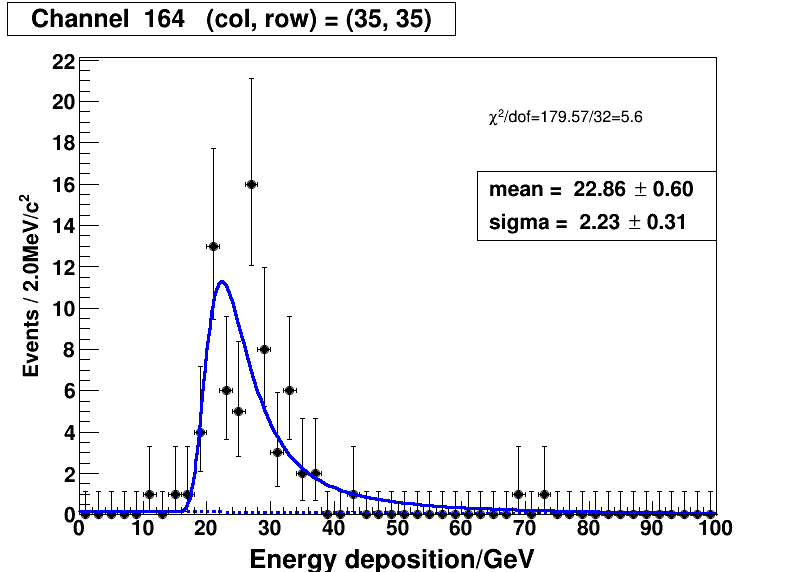 Channel 164 (col, row) = (35, 35)
χ²/dof=179.57/32=5.6
mean = 22.86 ± 0.60
sigma = 2.23 ± 0.31
Events / 2.0MeV/c²
22
20
18
16
14
12
10
8
6
4
2
0
0 10 20 30 40 50 60 70 80 90 100
Energy deposition/GeV